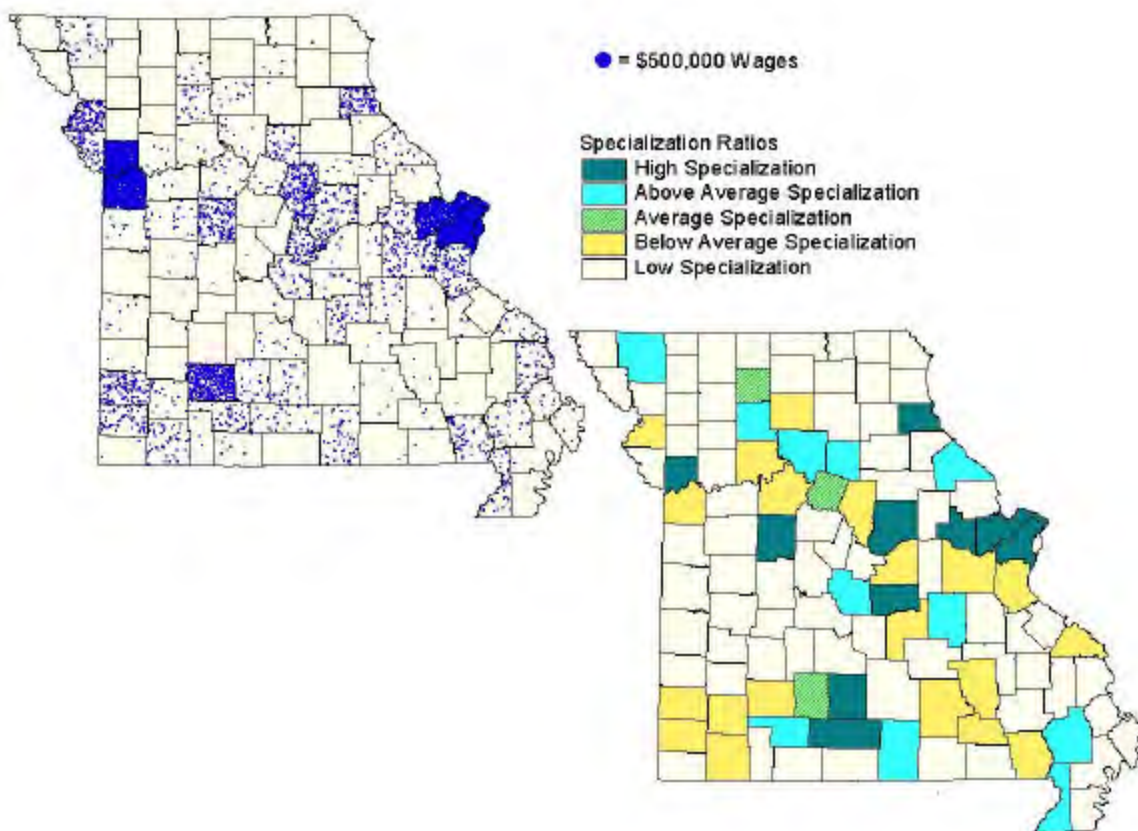 = $500,000 Wages
Specialization Ratios
High Specialization
Above Average Specialization
Average Specialization
Below Average Specialization
Low Specialization